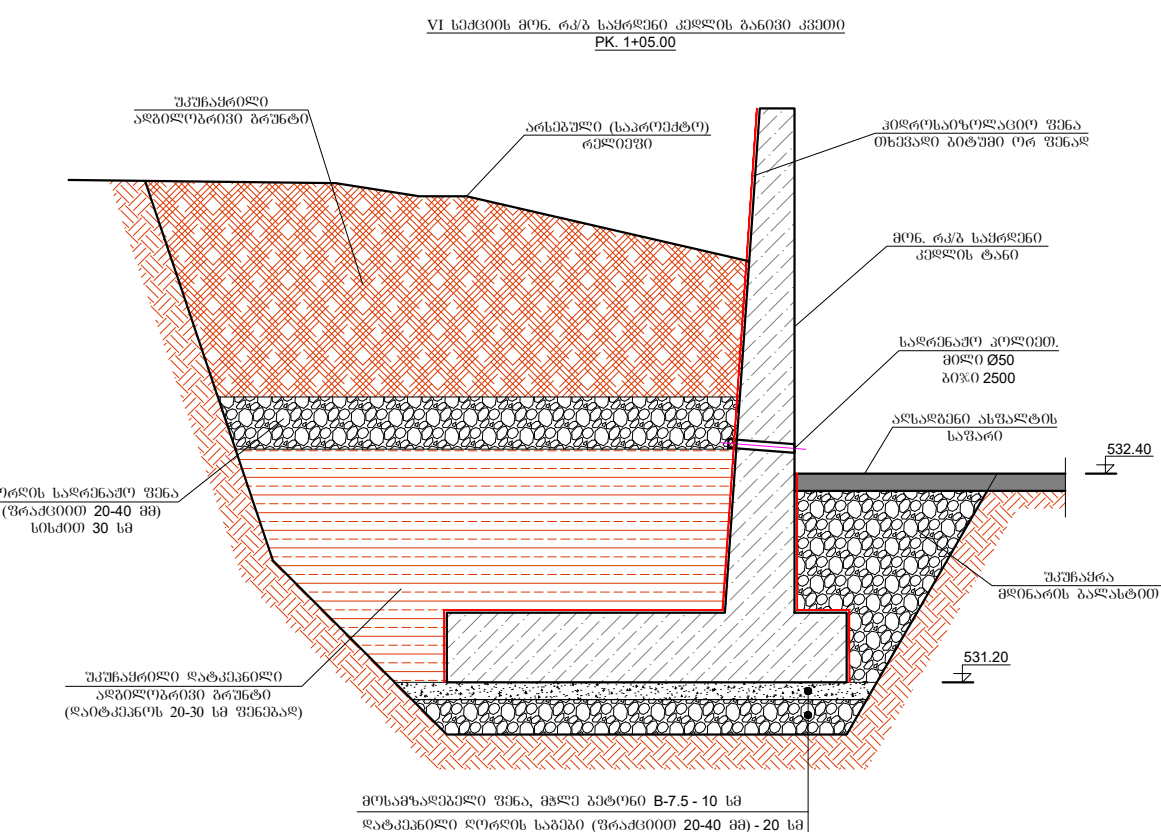 VI სექციის მონ. რკ/ბ საყრდენი კედლის განივი კვეთი
PK. 1+05.00
უკუჩაყრილი
ადგილობრივი გრუნტი
არსებული (საპროექტო)
რელიეფი
ჰიდროსაიზოლაციო ფენა
თხევადი ბიტუმი ორ ფენად
მონ. რკ/ბ საყრდენი
კედლის ტანი
სადრენაჟო პოლიეთ.
მილი Ø50
ბიჯი 2500
აღსადგენი ასფალტის
საფარი
532.40
ღორღის სადრენაჟო ფენა
(ფრაქციით 20-40 მმ)
სისქით 30 სმ
უკუჩაყრა
მდინარის ბალასტით
531.20
უკუჩაყრილი დატკეპნილი
ადგილობრივი გრუნტი
(დაიტკეპნოს 20-30 სმ ფენებად)
მოსამზადებელი ფენა, მჭლე ბეტონი B-7.5 - 10 სმ
დატკეპნილი ღორღის საგები (ფრაქციით 20-40 მმ) - 20 სმ